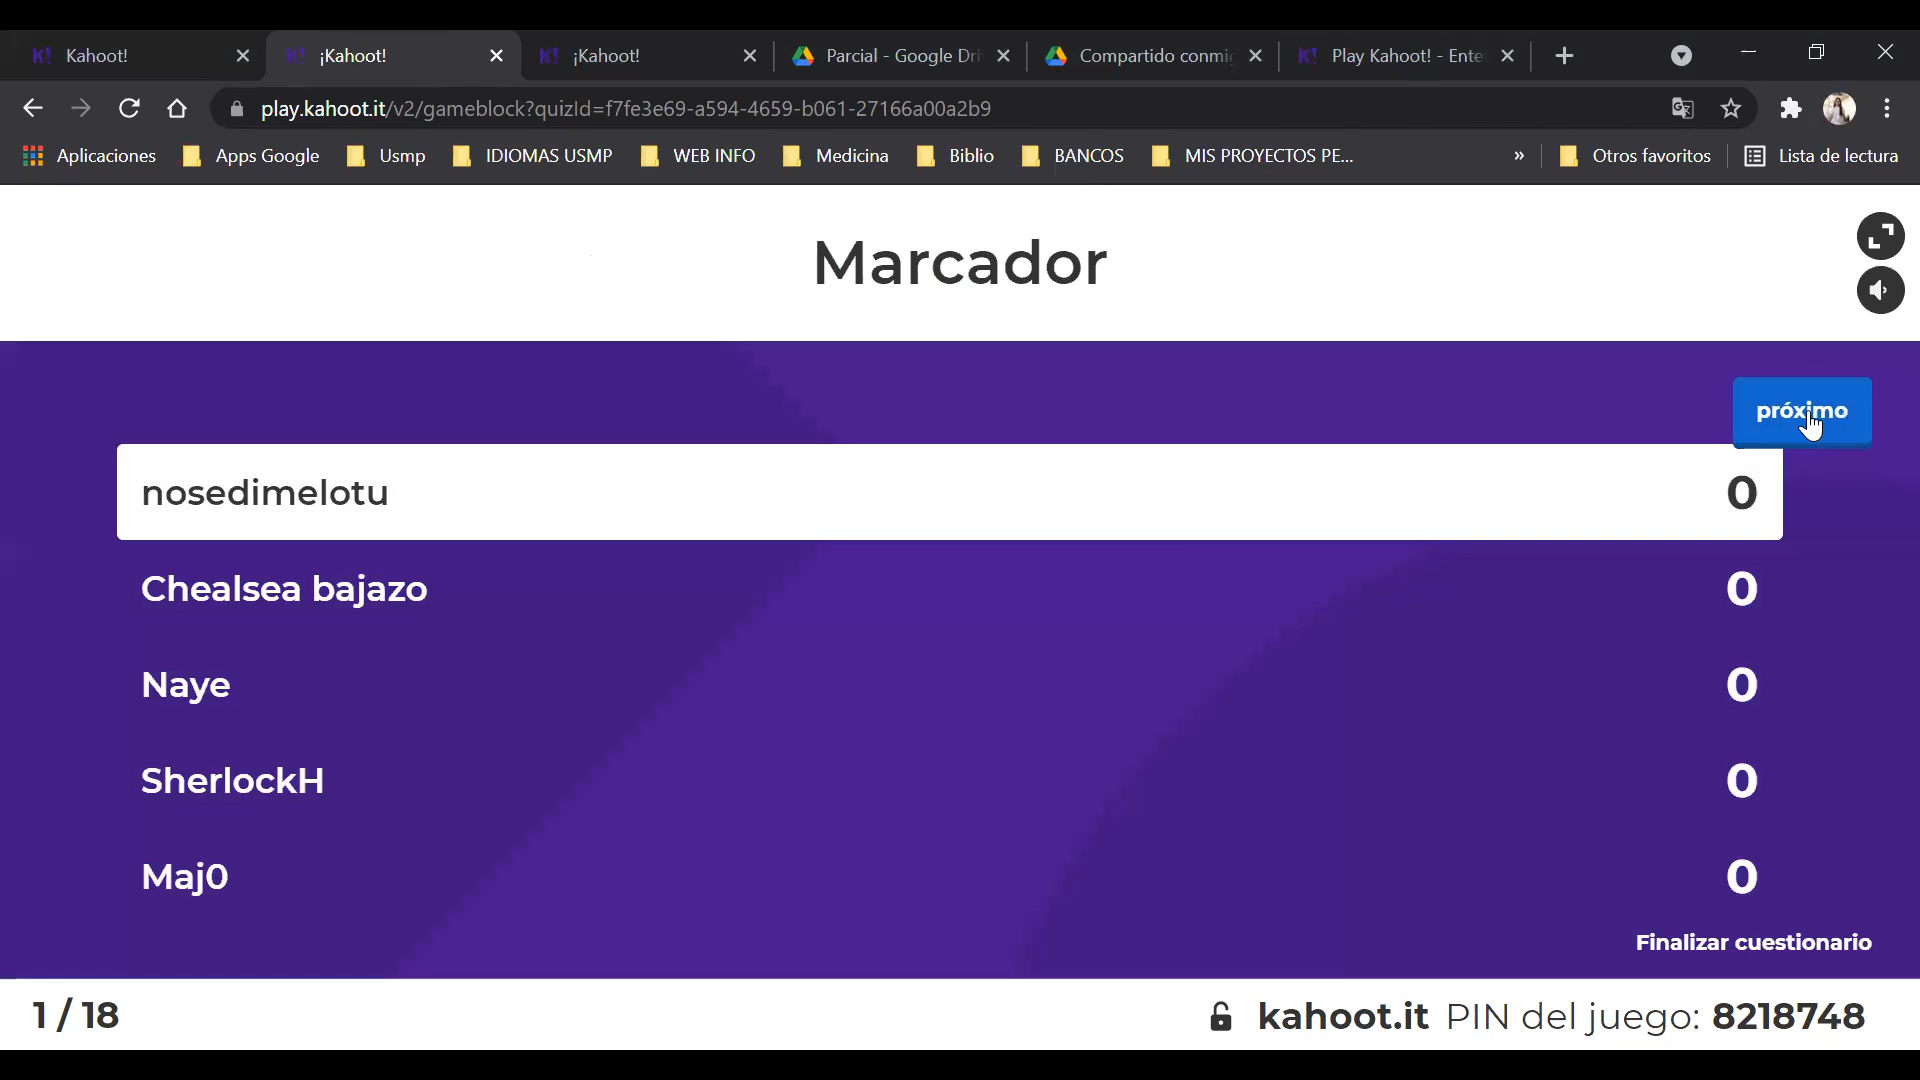 Kahoot!
¡Kahoot!
¡Kahoot!
Parcial - Google Dri
Compartido conmi
Play Kahoot! - Ente
play.kahoot.it/v2/gameblock?quizId=f7fe3e69-a594-4659-b061-27166a00a2b9
Aplicaciones
Apps Google
Usmp
IDIOMAS USMP
WEB INFO
Medicina
Biblio
BANCOS
MIS PROYECTOS PE...
»
Otros favoritos
Lista de lectura
Marcador
próximo
nosedimelotu 0
Chealsea bajazo 0
Naye 0
SherlockH 0
Maj0 0
Finalizar cuestionario
1 / 18
kahoot.it PIN del juego: 8218748